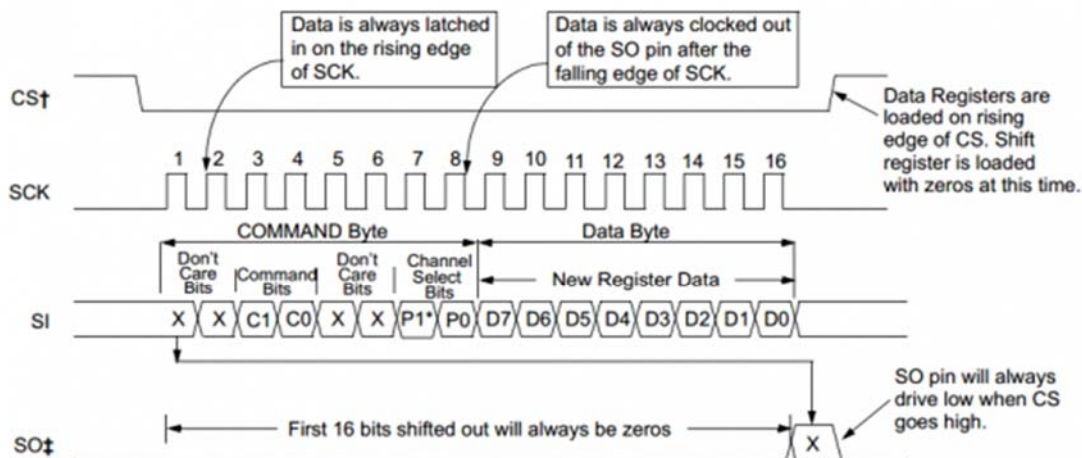 Data is always latched
in on the rising edge
of SCK.
Data is always clocked out
of the SO pin after the
falling edge of SCK.
CS†
Data Registers are
loaded on rising
edge of CS. Shift
register is loaded
with zeros at this time.
1 2 3 4 5 6 7 8 9 10 11 12 13 14 15 16
SCK
COMMAND Byte Data Byte
Don't
Care
Bits
Command
Bits
Don't
Care
Bits
Channel
Select
Bits
New Register Data
SI X X C1 C0 X X P1* P0 D7 D6 D5 D4 D3 D2 D1 D0
SO pin will always
drive low when CS
goes high.
First 16 bits shifted out will always be zeros
SO‡ X